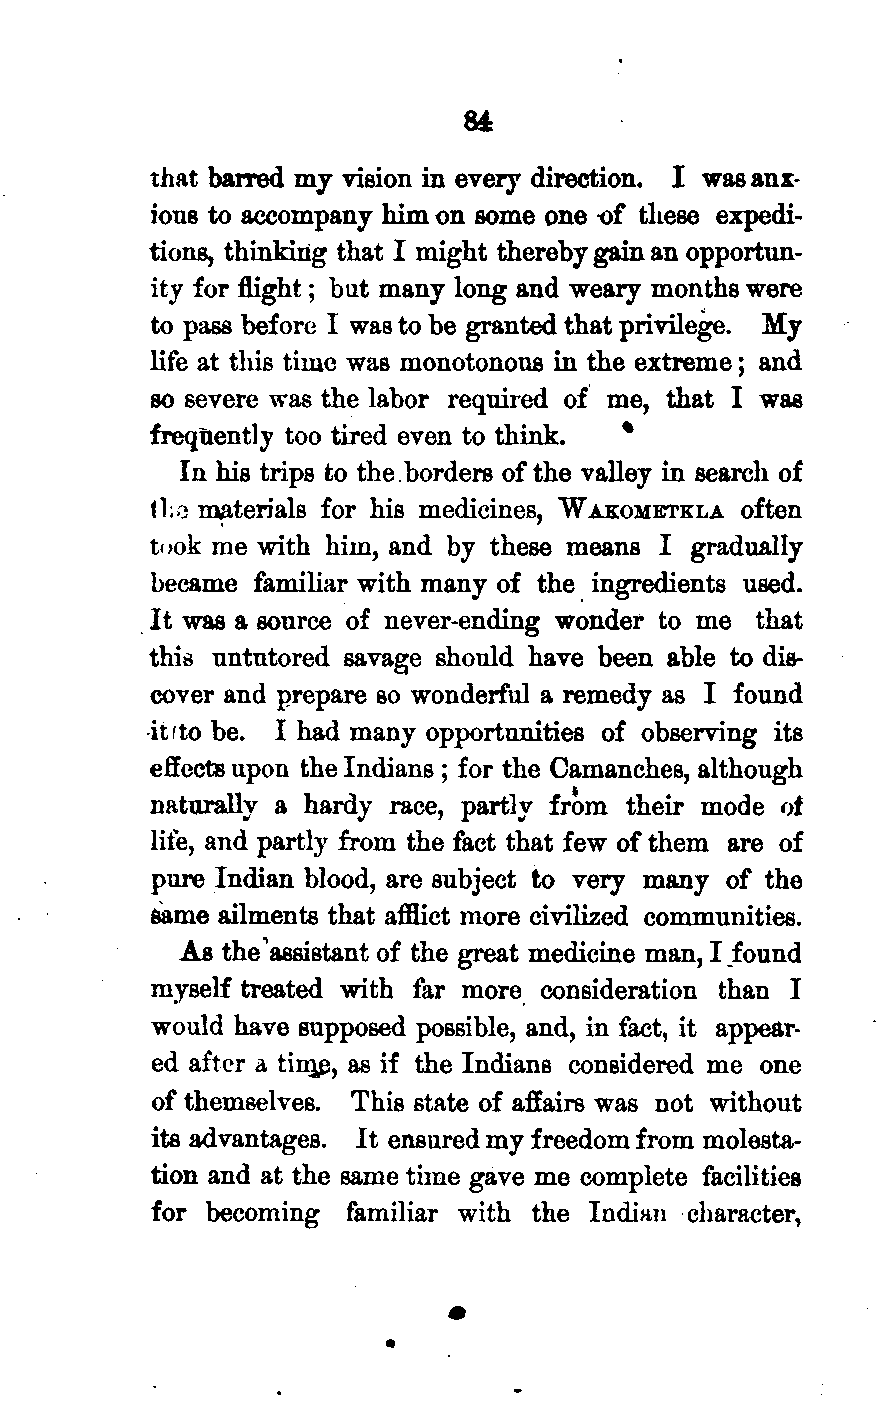 84
that barred my vision in every direction. I was anx-
ious to accompany him on some one of these expedi-
tions, thinking that I might thereby gain an opportun-
ity for flight; but many long and weary months were
to pass before I was to be granted that privilege. My
life at this time was monotonous in the extreme; and
so severe was the labor required of me, that I was
frequently too tired even to think.
In his trips to the borders of the valley in search of
the materials for his medicines, WAKOMETKLA often
took me with him, and by these means I gradually
became familiar with many of the ingredients used.
It was a source of never-ending wonder to me that
this untutored savage should have been able to dis-
cover and prepare so wonderful a remedy as I found
it to be. I had many opportunities of observing its
effects upon the Indians; for the Camanches, although
naturally a hardy race, partly from their mode of
life, and partly from the fact that few of them are of
pure Indian blood, are subject to very many of the
same ailments that afflict more civilized communities.
As the assistant of the great medicine man, I found
myself treated with far more consideration than I
would have supposed possible, and, in fact, it appear-
ed after a time, as if the Indians considered me one
of themselves. This state of affairs was not without
its advantages. It ensured my freedom from molesta-
tion and at the same time gave me complete facilities
for becoming familiar with the Indian character,